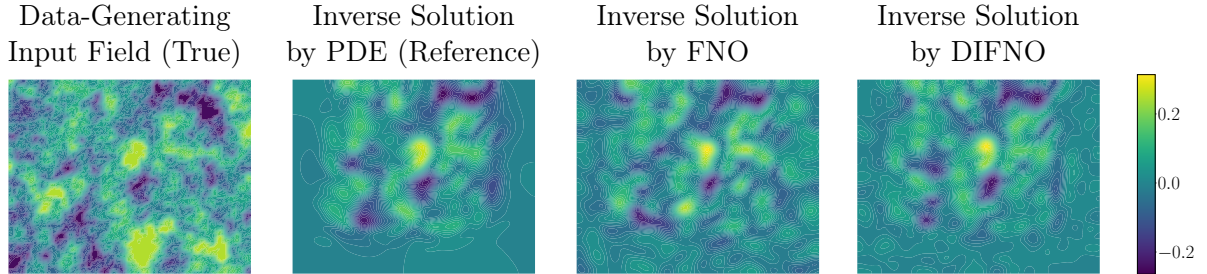 Data-Generating
Input Field (True)
Inverse Solution
by PDE (Reference)
Inverse Solution
by FNO
Inverse Solution
by DIFNO
0.2
0.0
−0.2